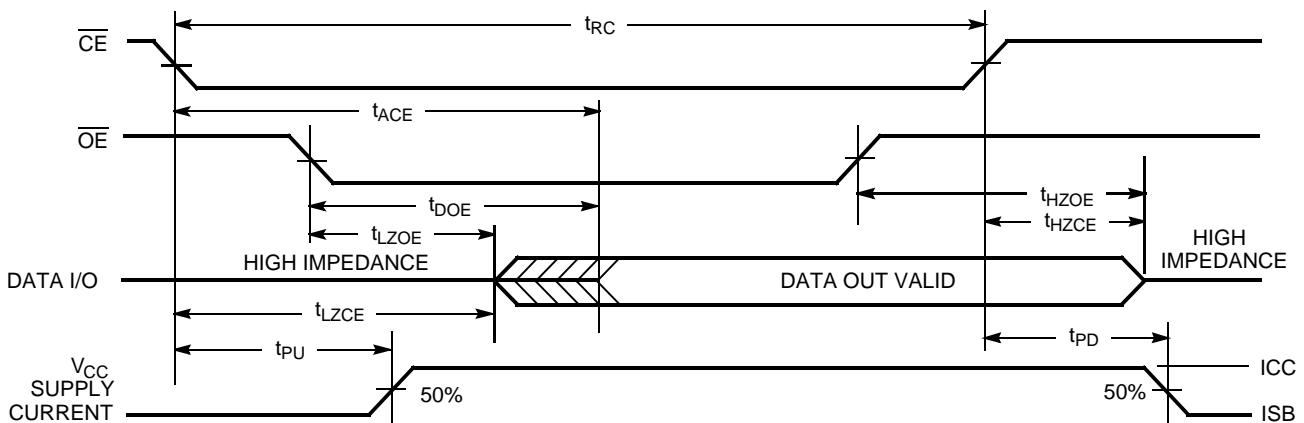 tRC
CE
tACE
OE
tHZOE
tDOE
tHZCE
tLZOE
HIGH IMPEDANCE
HIGH
IMPEDANCE
DATA I/O
DATA OUT VALID
tLZCE
tPU
tPD
VCC
SUPPLY
CURRENT
50%
50%
ICC
ISB